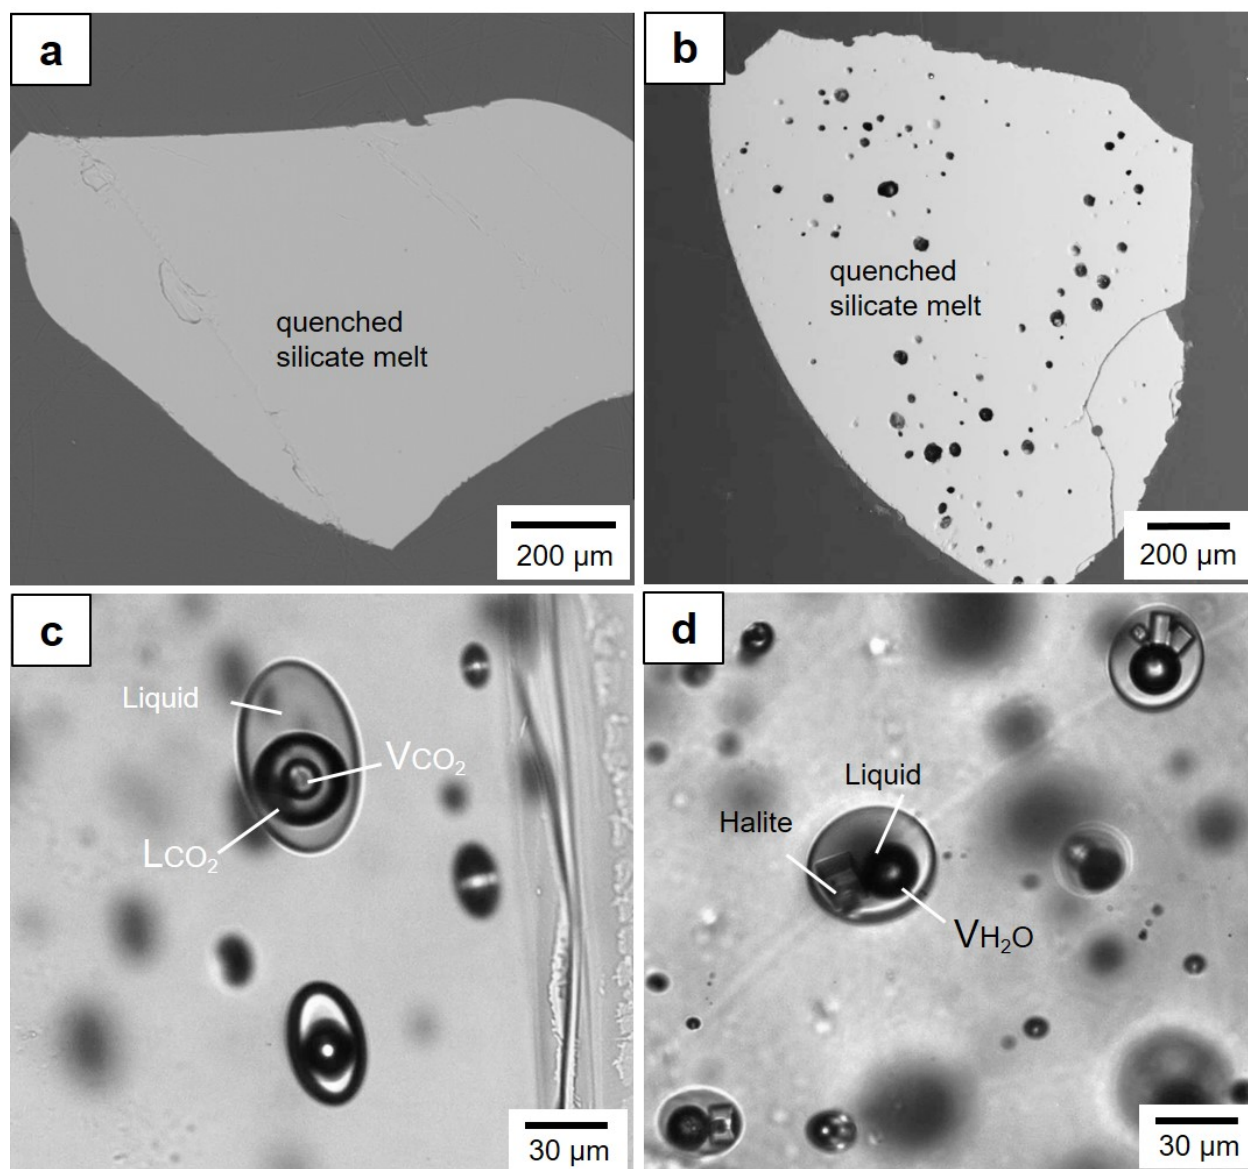 a
quenched
silicate melt
200 µm
b
quenched
silicate melt
200 µm
c
Liquid
VCO₂
LCO₂
30 µm
d
Liquid
Halite
VH₂O
30 µm